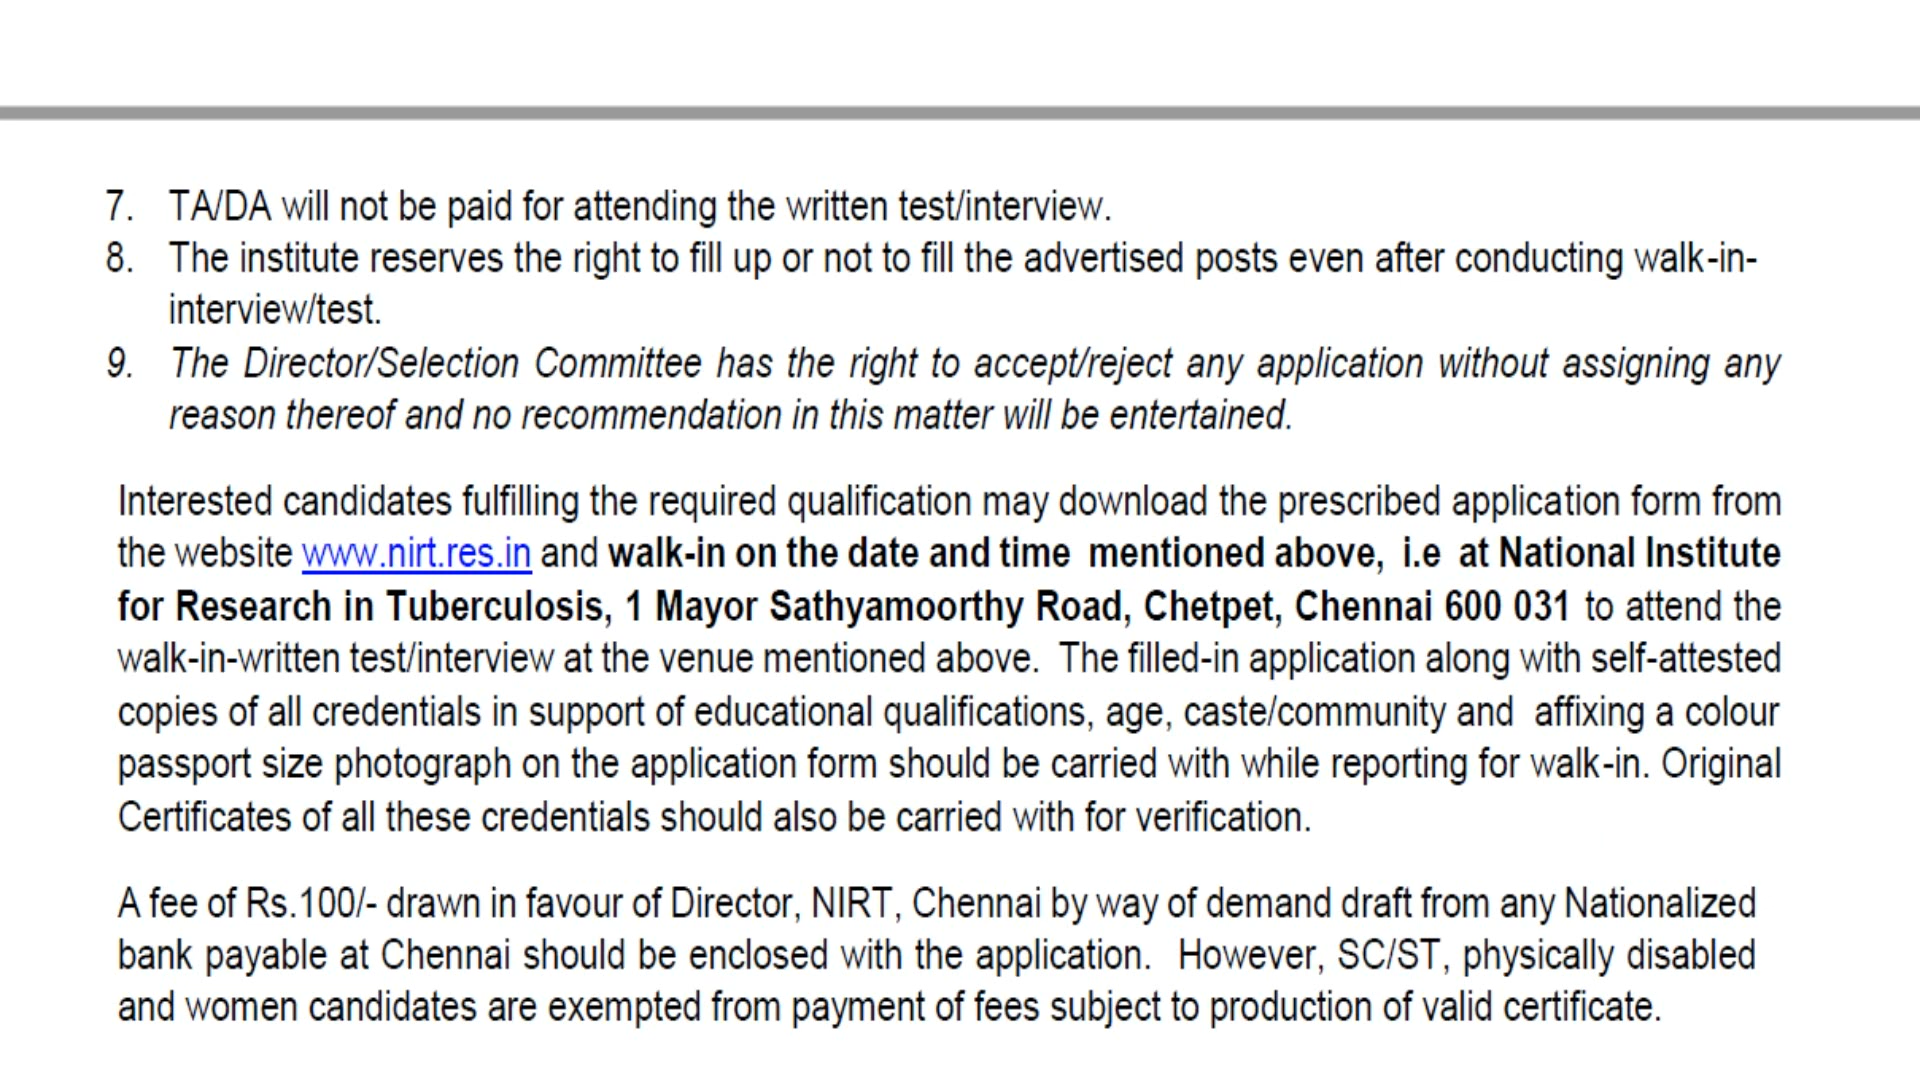 7. TA/DA will not be paid for attending the written test/interview.
8. The institute reserves the right to fill up or not to fill the advertised posts even after conducting walk-in-
interview/test.
9. The Director/Selection Committee has the right to accept/reject any application without assigning any
reason thereof and no recommendation in this matter will be entertained.
Interested candidates fulfilling the required qualification may download the prescribed application form from
the website www.nirt.res.in and walk-in on the date and time mentioned above, i.e at National Institute
for Research in Tuberculosis, 1 Mayor Sathyamoorthy Road, Chetpet, Chennai 600 031 to attend the
walk-in-written test/interview at the venue mentioned above. The filled-in application along with self-attested
copies of all credentials in support of educational qualifications, age, caste/community and affixing a colour
passport size photograph on the application form should be carried with while reporting for walk-in. Original
Certificates of all these credentials should also be carried with for verification.
A fee of Rs.100/- drawn in favour of Director, NIRT, Chennai by way of demand draft from any Nationalized
bank payable at Chennai should be enclosed with the application. However, SC/ST, physically disabled
and women candidates are exempted from payment of fees subject to production of valid certificate.